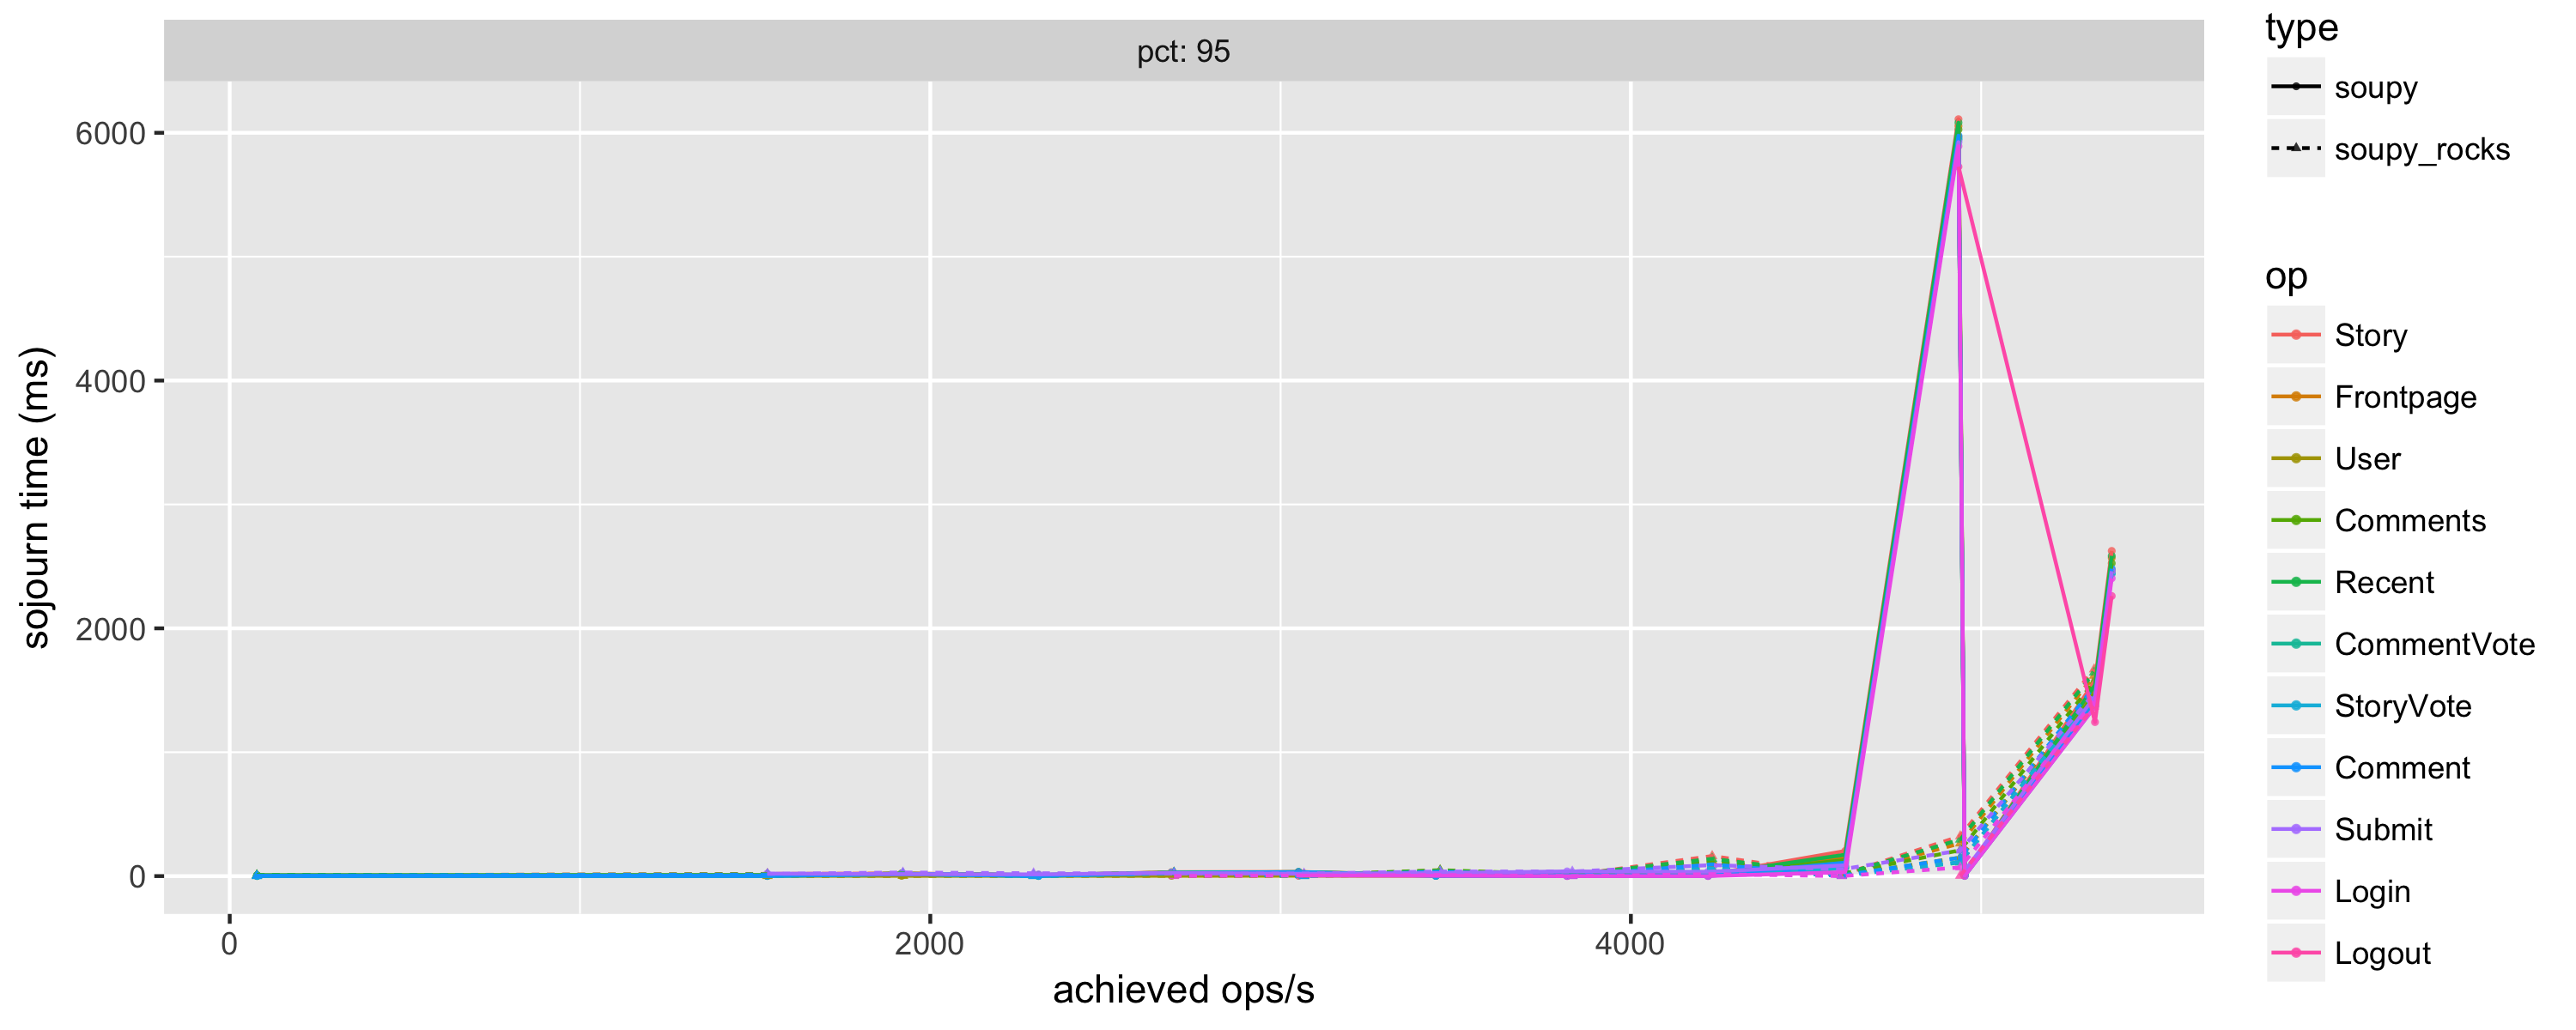 pct: 95
sojourn time (ms)
6000
4000
2000
0
0
2000
4000
achieved ops/s
type
soupy
soupy_rocks
op
Story
Frontpage
User
Comments
Recent
CommentVote
StoryVote
Comment
Submit
Login
Logout